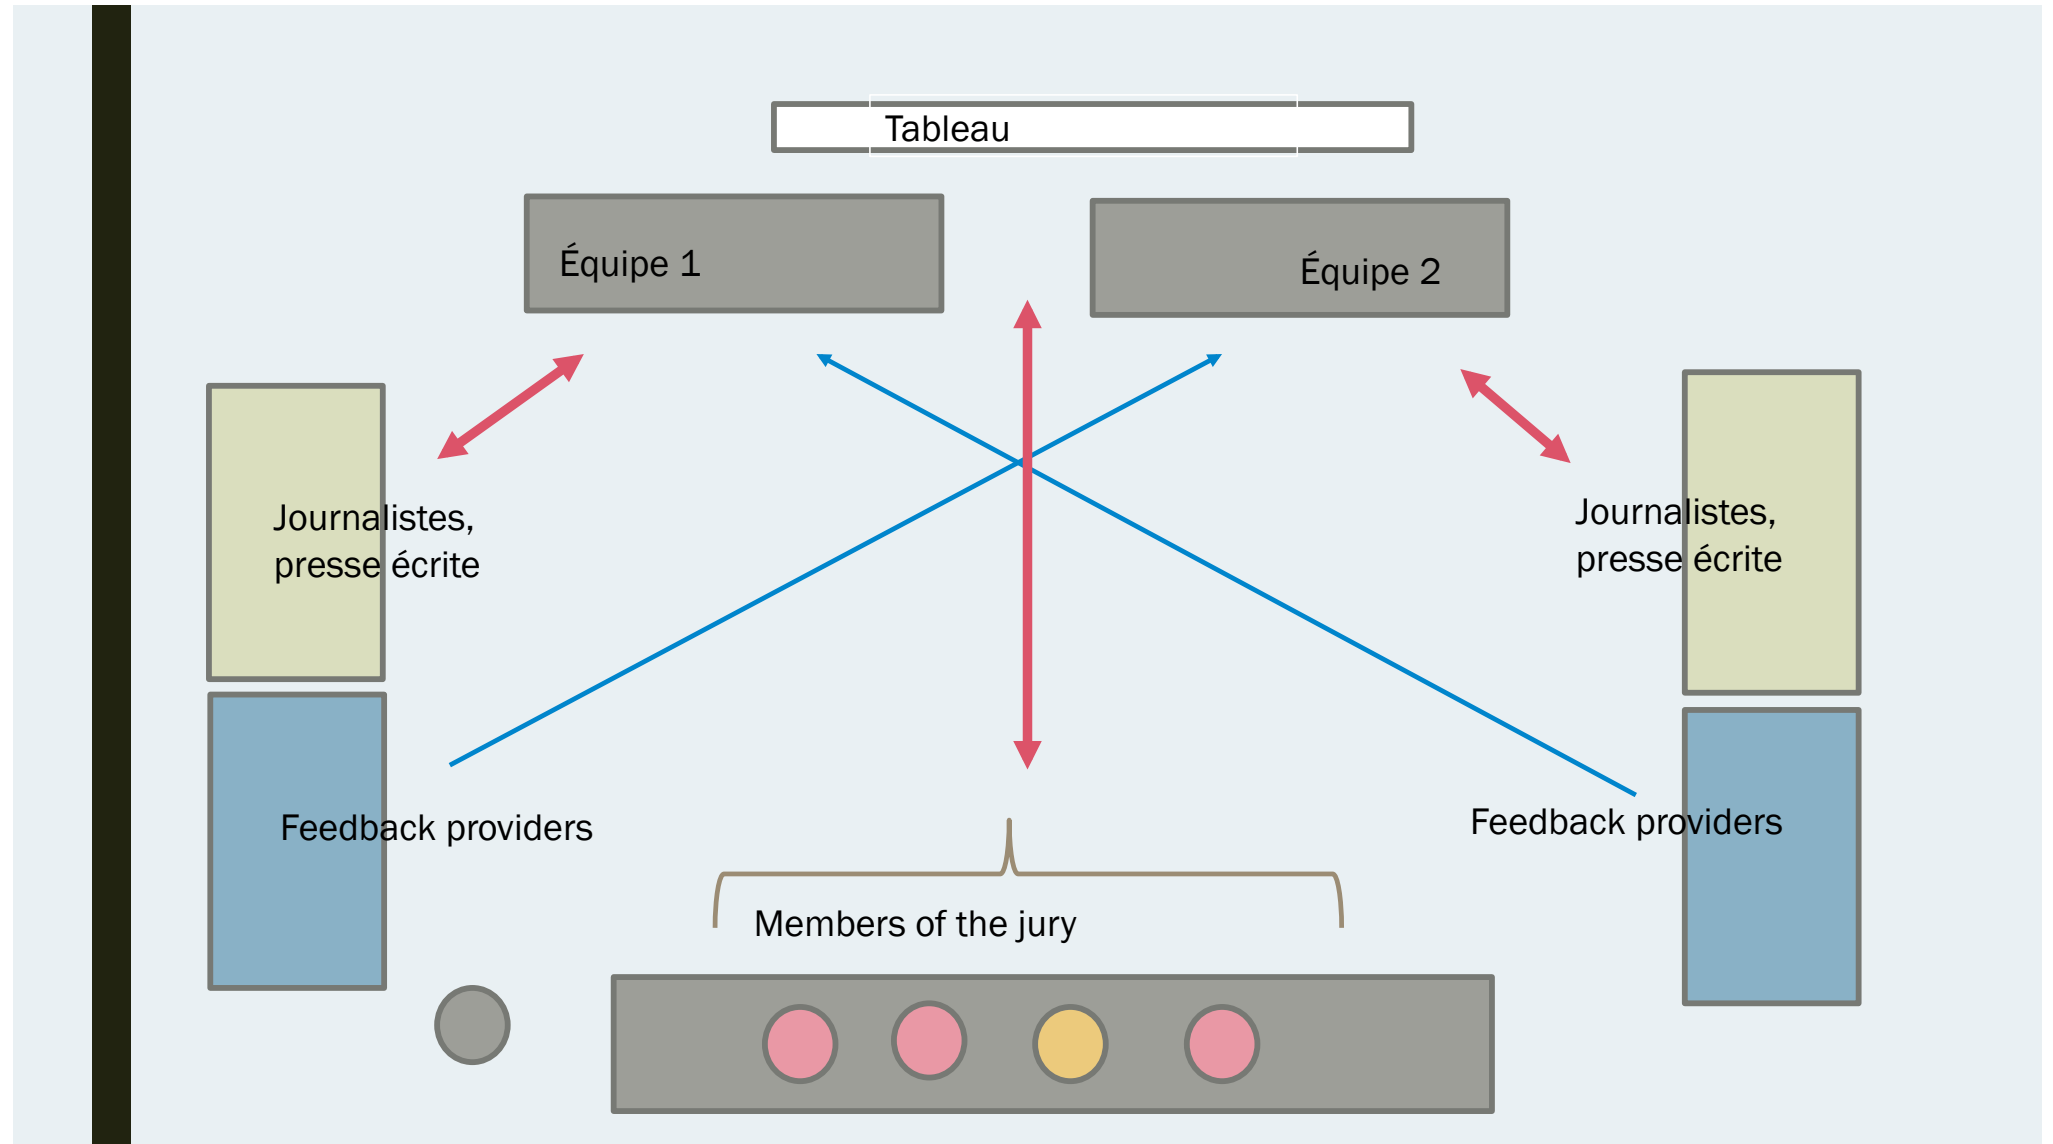 Tableau
Équipe 1
Équipe 2
Journalistes,
presse écrite
Journalistes,
presse écrite
Feedback providers
Feedback providers
Members of the jury